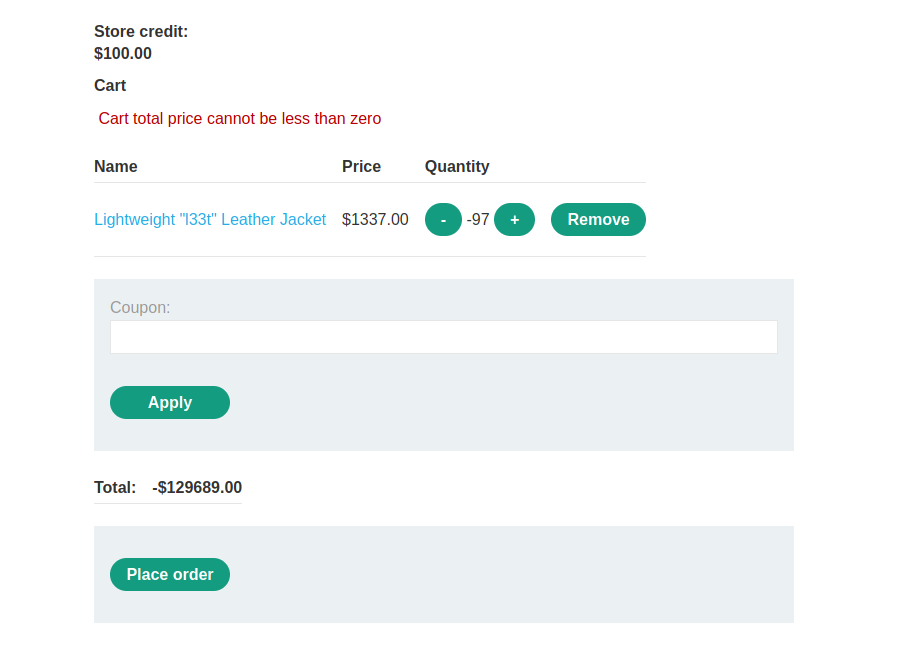 Store credit:
$100.00
Cart
Cart total price cannot be less than zero
Name Price Quantity
Lightweight "l33t" Leather Jacket $1337.00 - -97 + Remove
Coupon:
Apply
Total: -$129689.00
Place order